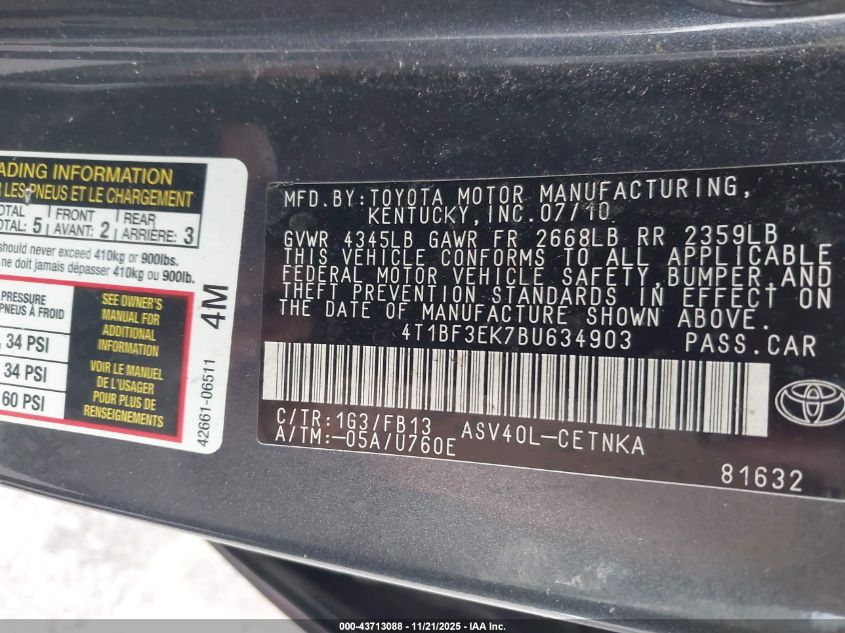 ADING INFORMATION
LES PNEUS ET LE CHARGEMENT
TOTAL: 5 FRONT AVANT: 2 REAR ARRIÈRE: 3
should never exceed 410kg or 900lbs.
ne doit jamais dépasser 410kg ou 900lb.
PRESSURE
PNEUS À FROID
34 PSI
34 PSI
60 PSI
SEE OWNER'S
MANUAL FOR
ADDITIONAL
INFORMATION
VOIR LE MANUEL
DE L'USAGER
POUR PLUS DE
RENSEIGNEMENTS
42661-06511 4M
MFD.BY:TOYOTA MOTOR MANUFACTURING,
KENTUCKY, INC.07/10
GVWR 4345LB GAWR FR 2668LB RR 2359LB
THIS VEHICLE CONFORMS TO ALL APPLICABLE
FEDERAL MOTOR VEHICLE SAFETY,BUMPER,AND
THEFT PREVENTION STANDARDS IN EFFECT ON
THE DATE OF MANUFACTURE SHOWN ABOVE.
4T1BF3EK7BU634903 PASS.CAR
C/TR:1G3/FB13
A/TM:-05A/U760E ASV40L-CETNKA
81632
000-43713088 - 11/21/2025 - IAA Inc.